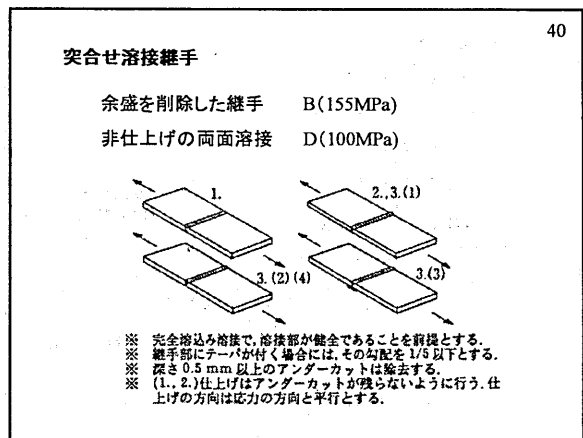 40
突合せ溶接継手
余盛を削除した継手 B(155MPa)
非仕上げの両面溶接 D(100MPa)
1.
2.,3.(1)
3.(2)(4)
3.(3)
※ 完全溶込み溶接で,溶接部が健全であることを前提とする.
※ 継手部にテーパが付く場合には,その勾配を1/5以下とする.
※ 深さ0.5mm以上のアンダーカットは除去する.
※ (1.,2.)仕上げはアンダーカットが残らないように行う.仕
上げの方向は応力の方向と平行とする.